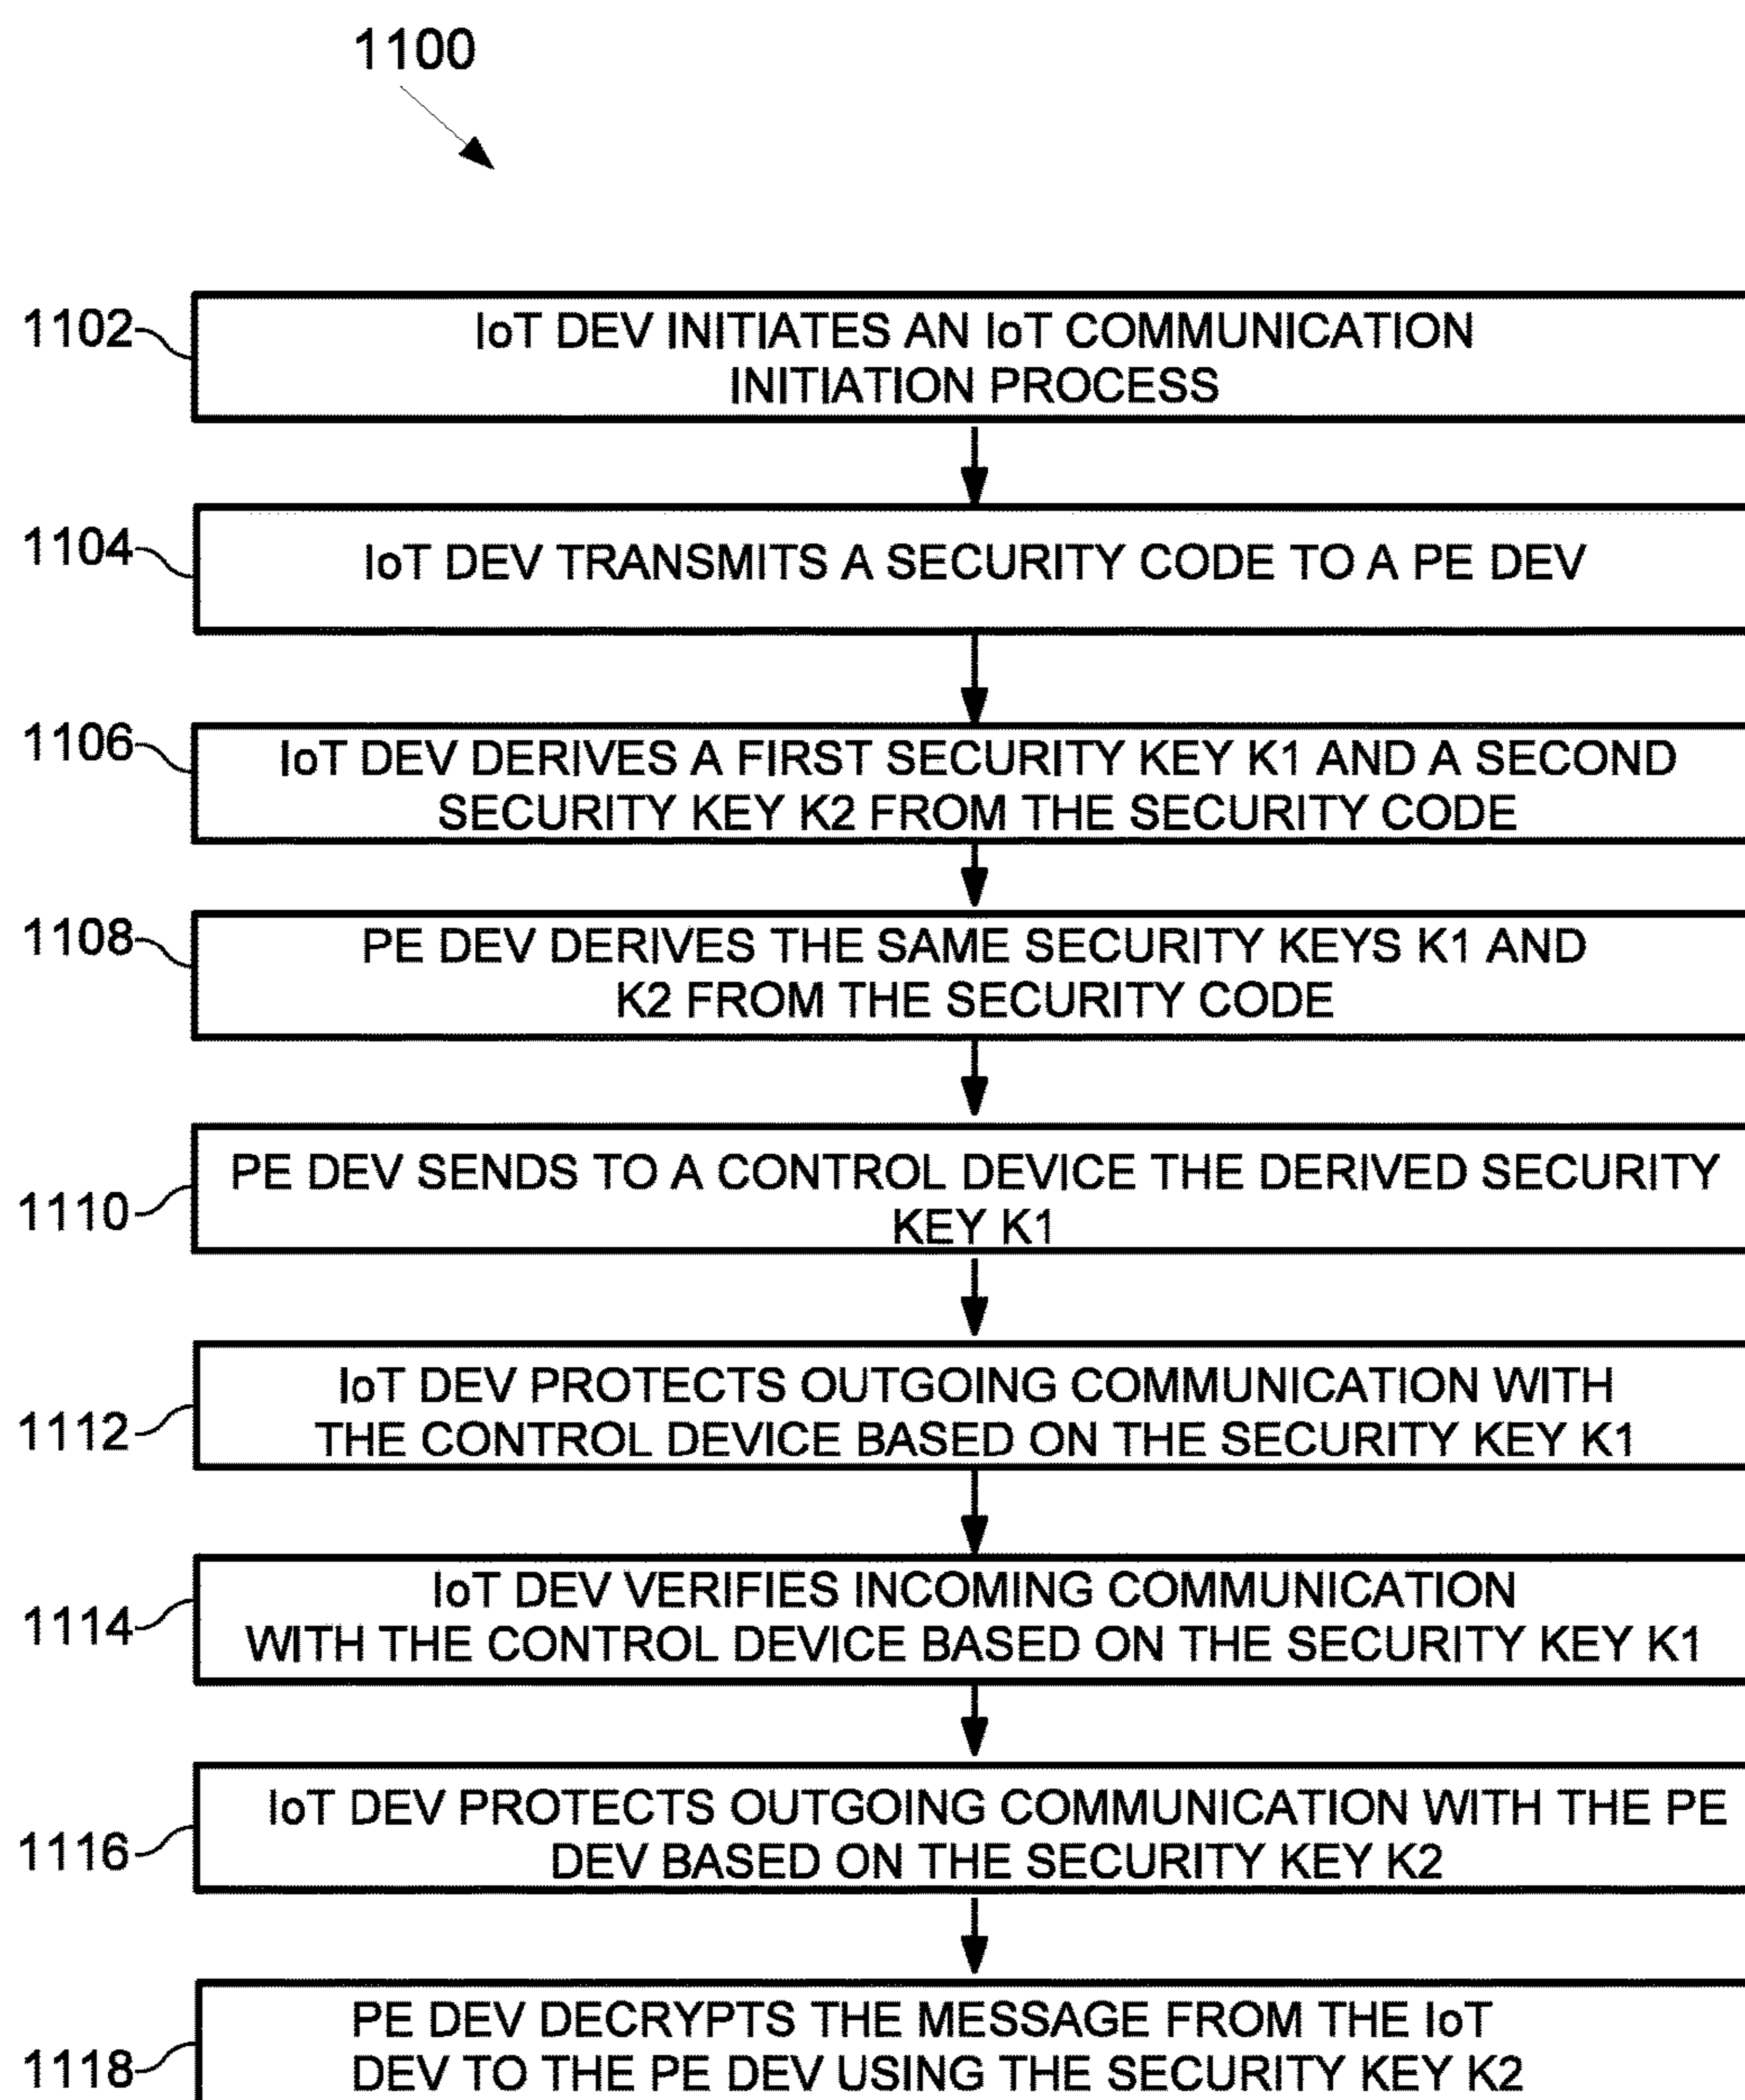 1100
1102
IoT DEV INITIATES AN IoT COMMUNICATION
INITIATION PROCESS
1104
IoT DEV TRANSMITS A SECURITY CODE TO A PE DEV
1106
IoT DEV DERIVES A FIRST SECURITY KEY K1 AND A SECOND
SECURITY KEY K2 FROM THE SECURITY CODE
1108
PE DEV DERIVES THE SAME SECURITY KEYS K1 AND
K2 FROM THE SECURITY CODE
1110
PE DEV SENDS TO A CONTROL DEVICE THE DERIVED SECURITY
KEY K1
1112
IoT DEV PROTECTS OUTGOING COMMUNICATION WITH
THE CONTROL DEVICE BASED ON THE SECURITY KEY K1
1114
IoT DEV VERIFIES INCOMING COMMUNICATION
WITH THE CONTROL DEVICE BASED ON THE SECURITY KEY K1
1116
IoT DEV PROTECTS OUTGOING COMMUNICATION WITH THE PE
DEV BASED ON THE SECURITY KEY K2
1118
PE DEV DECRYPTS THE MESSAGE FROM THE IoT
DEV TO THE PE DEV USING THE SECURITY KEY K2